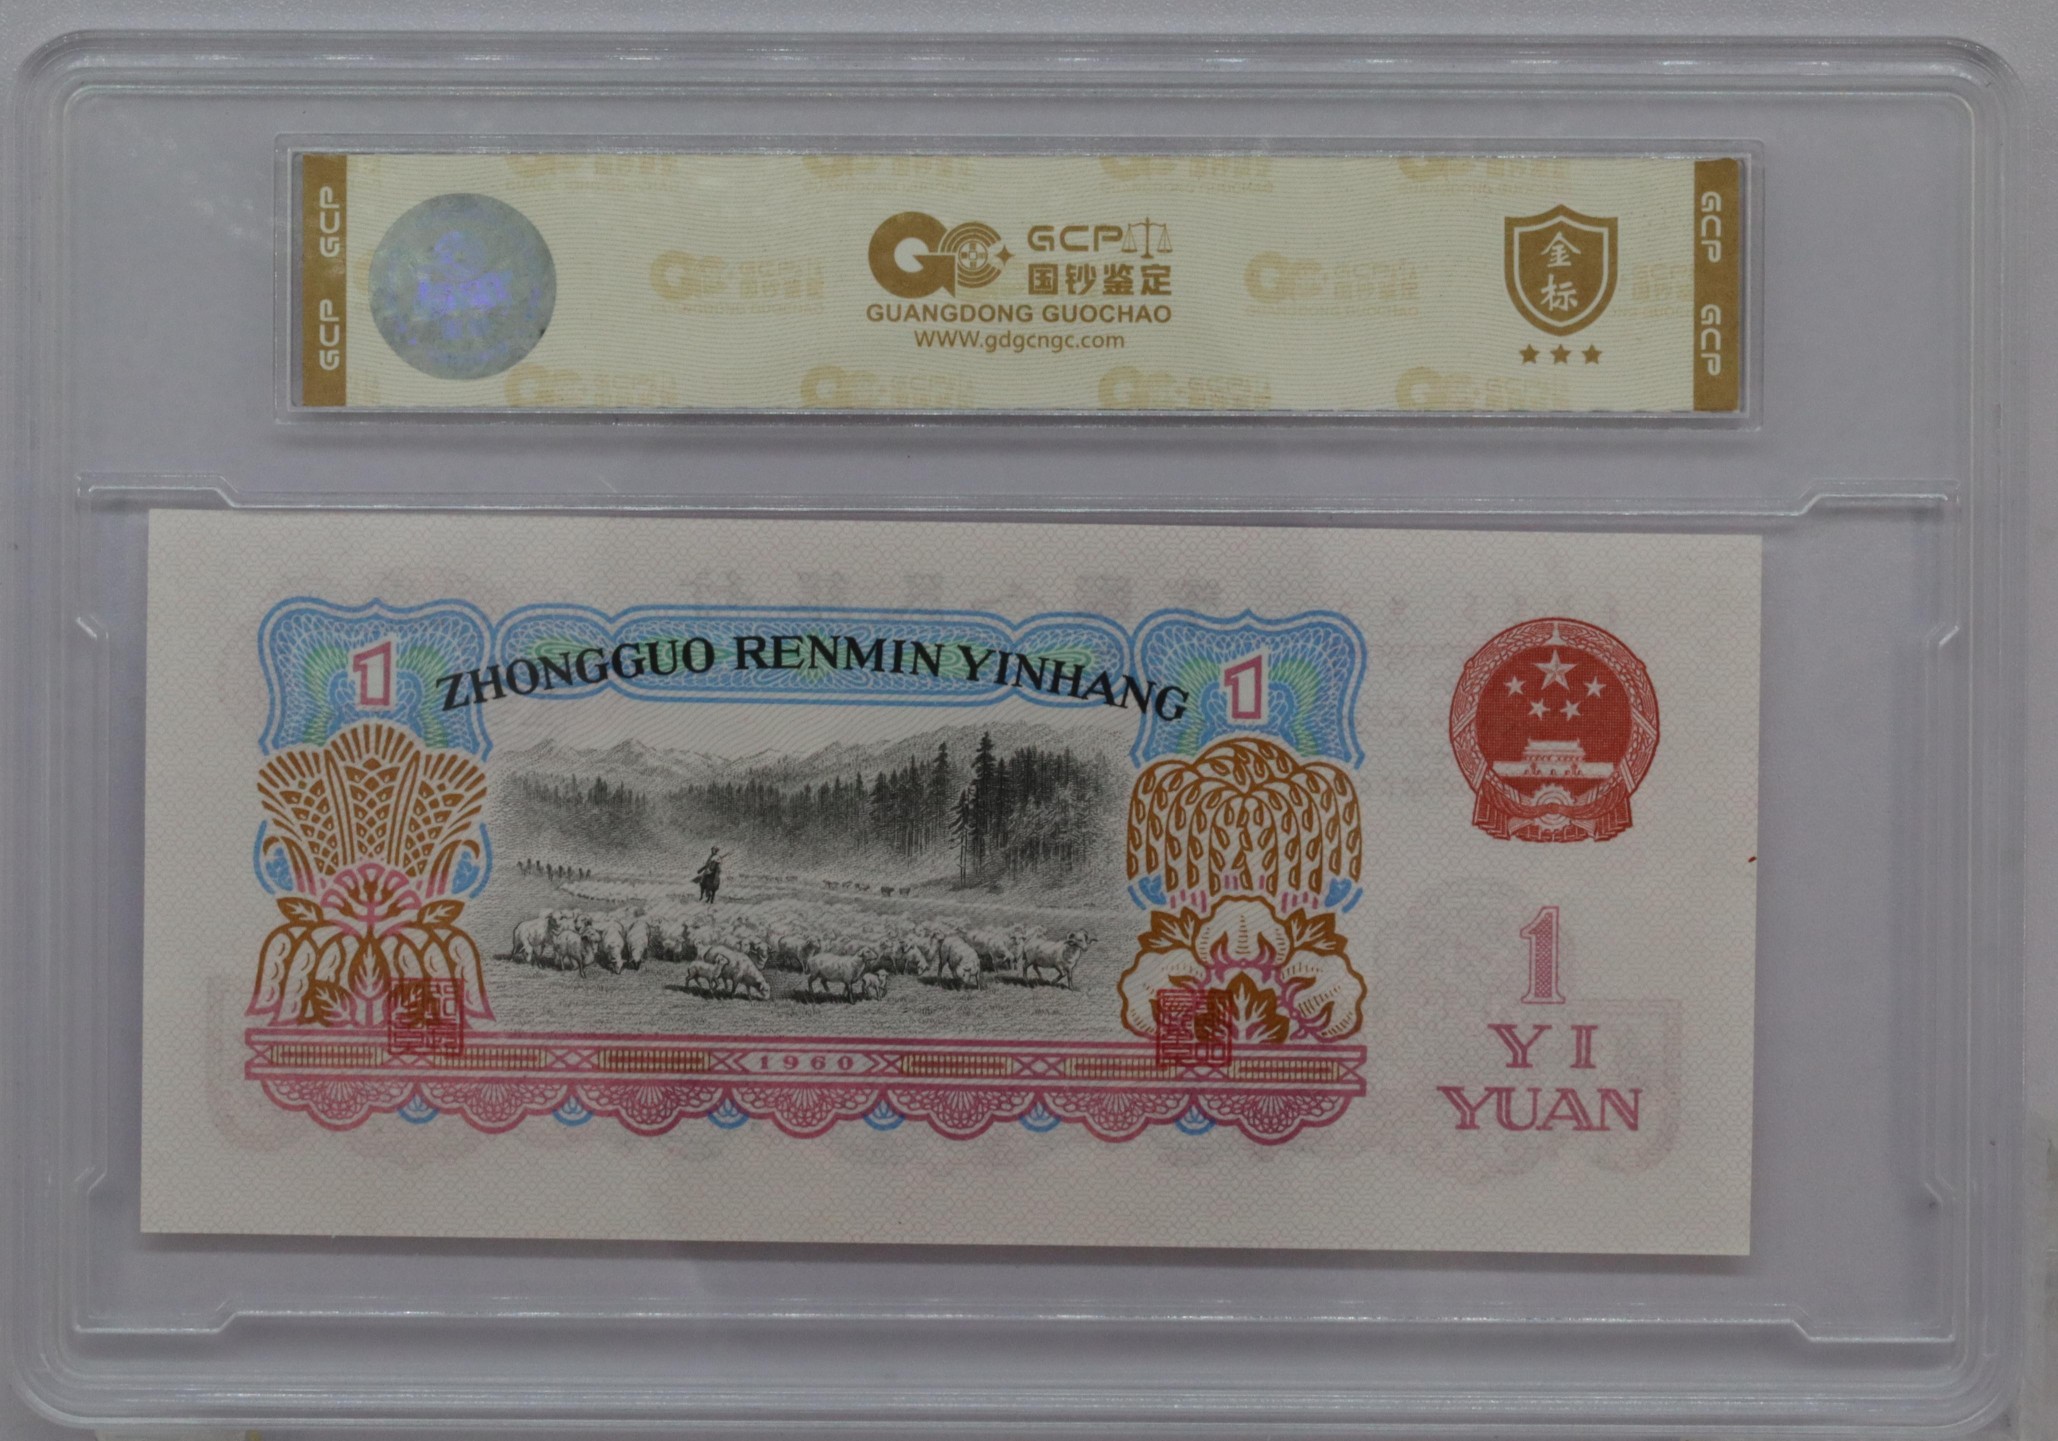 GCP GCP
GCP
国钞鉴定
GUANGDONG GUOCHAO
www.gdgcngc.com
金
标
GCP GCP
1 ZHONGGUO RENMIN YINHANG 1
1960
1
YI
YUAN